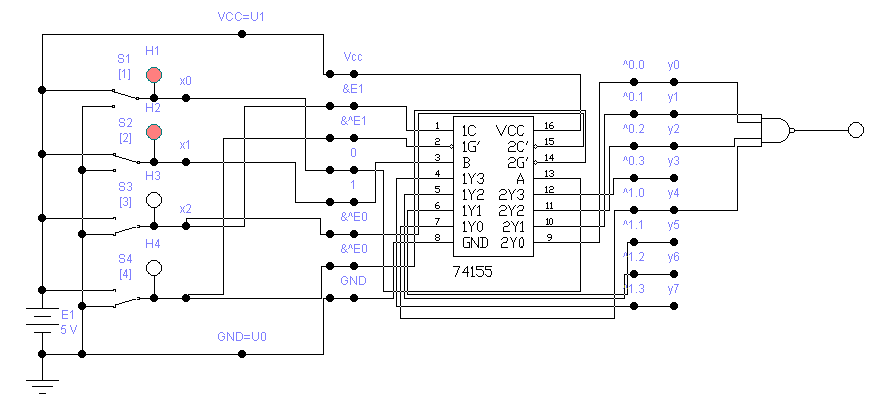 VCC=U1
H1
S1
[1]
x0
H2
S2
[2]
x1
H3
S3
[3]
x2
H4
S4
[4]
E1
5 V
GND=U0
Vcc
&E1
&^E1
0
1
&^E0
&^E0
GND
1 1C VCC 16
2 1G' 2C' 15
3 B 2G' 14
4 1Y3 A 13
5 1Y2 2Y3 12
6 1Y1 2Y2 11
7 1Y0 2Y1 10
8 GND 2Y0 9
74155
^0.0 y0
^0.1 y1
^0.2 y2
^0.3 y3
^1.0 y4
^1.1 y5
^1.2 y6
^1.3 y7